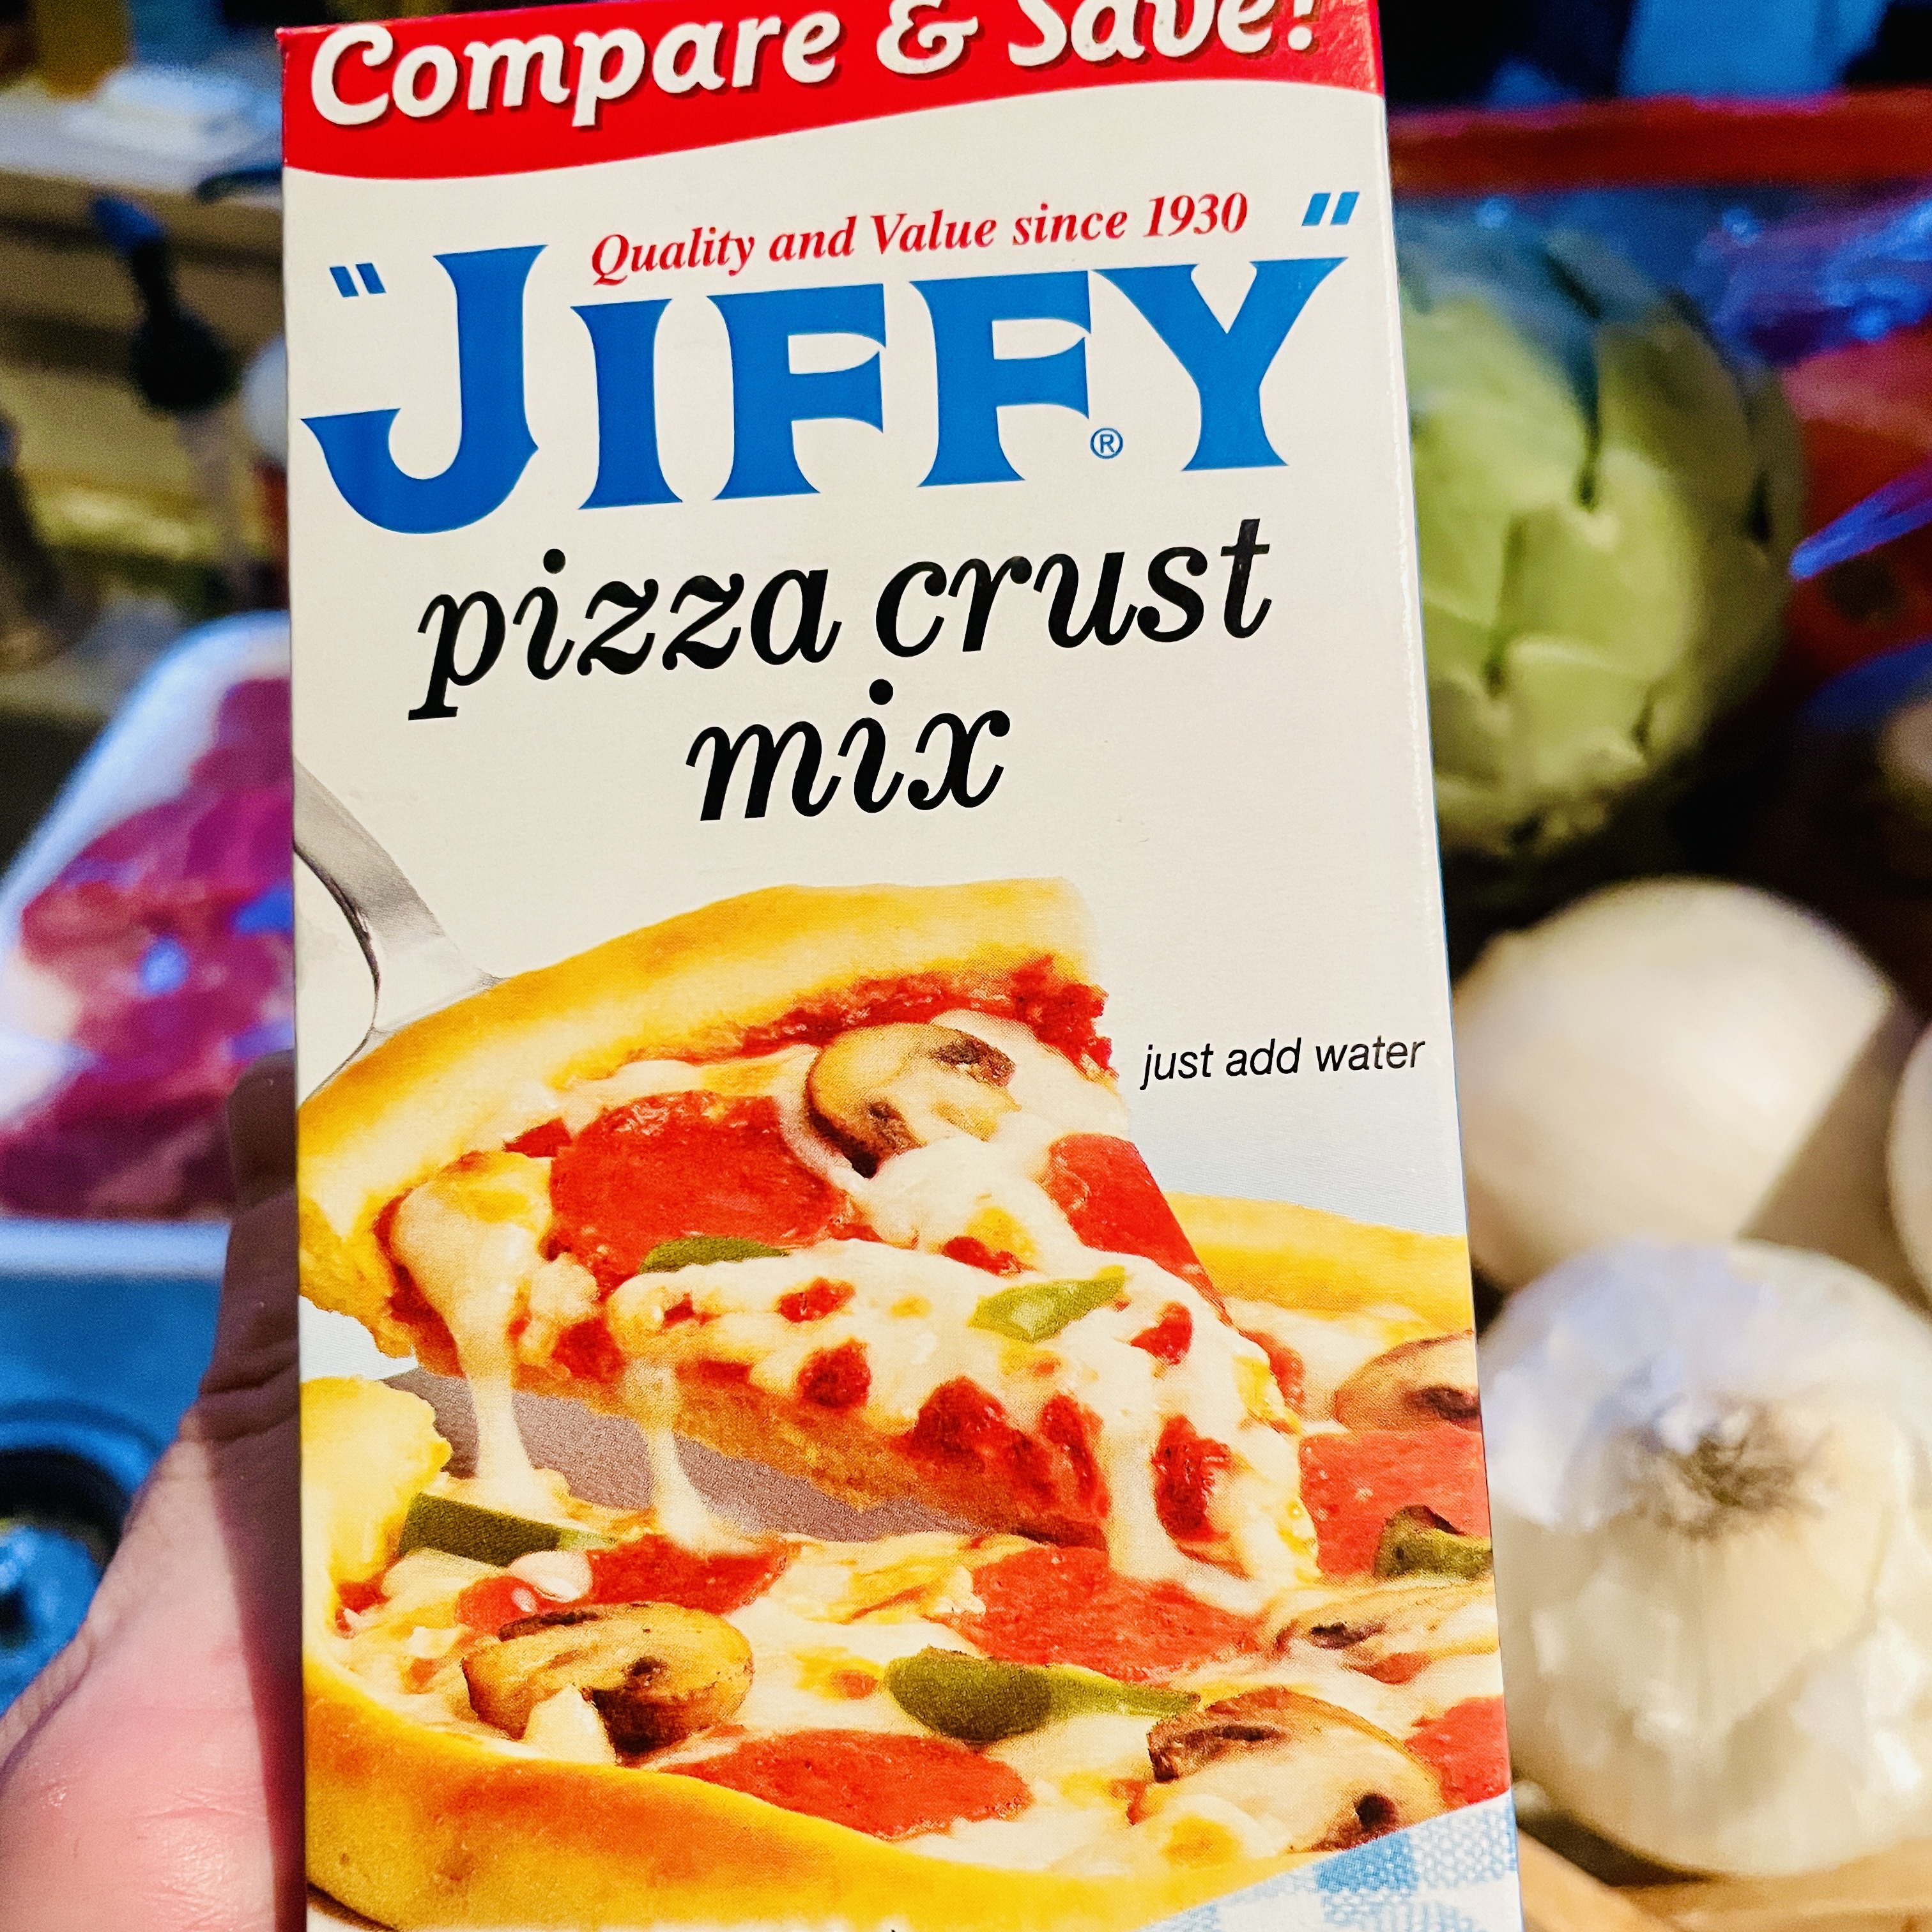 Compare & Save!
Quality and Value since 1930
"JIFFY"®
pizza crust
mix
just add water